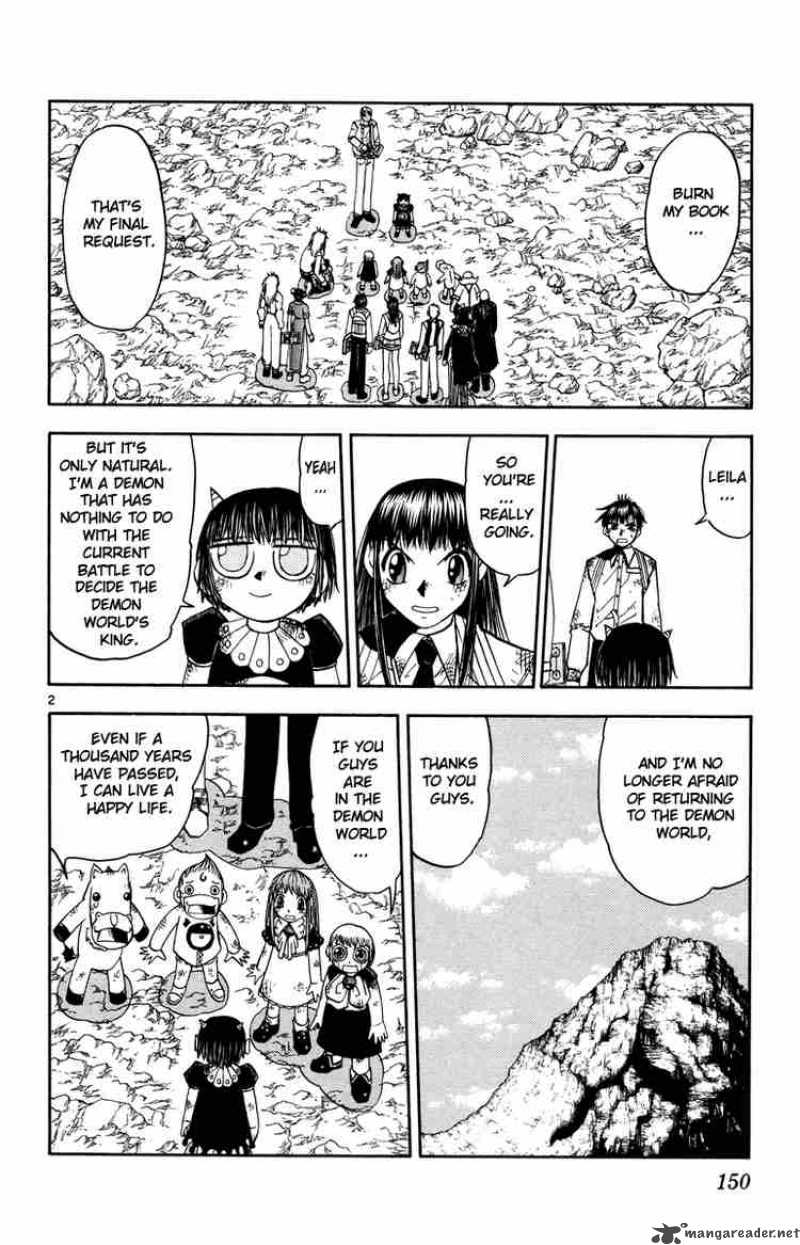 BURN
MY BOOK
...
THAT'S
MY FINAL
REQUEST.
LEILA
...
SO
YOU'RE
...
REALLY
GOING.
YEAH
...
BUT IT'S
ONLY NATURAL.
I'M A DEMON
THAT HAS
NOTHING TO DO
WITH THE
CURRENT
BATTLE TO
DECIDE THE
DEMON
WORLD'S
KING.
2
AND I'M NO
LONGER AFRAID
OF RETURNING
TO THE DEMON
WORLD,
THANKS
TO YOU
GUYS.
IF YOU
GUYS
ARE
IN THE
DEMON
WORLD
...
EVEN IF A
THOUSAND YEARS
HAVE PASSED,
I CAN LIVE A
HAPPY LIFE.
150
mangareader.net